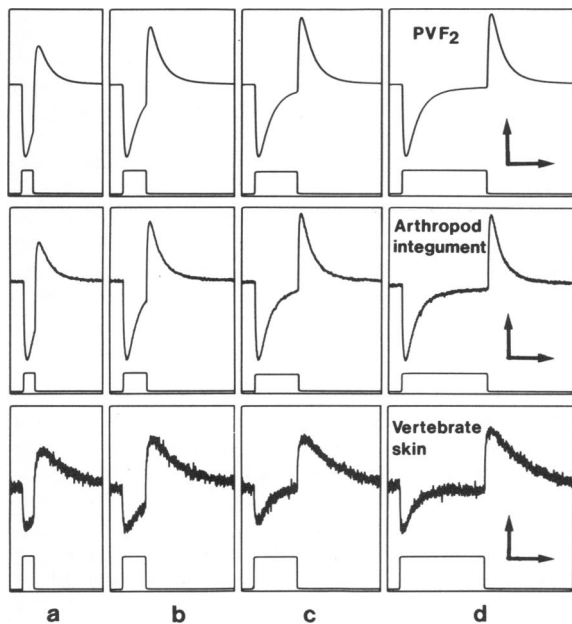 PVF2
Arthropod
integument
Vertebrate
skin
a b c d